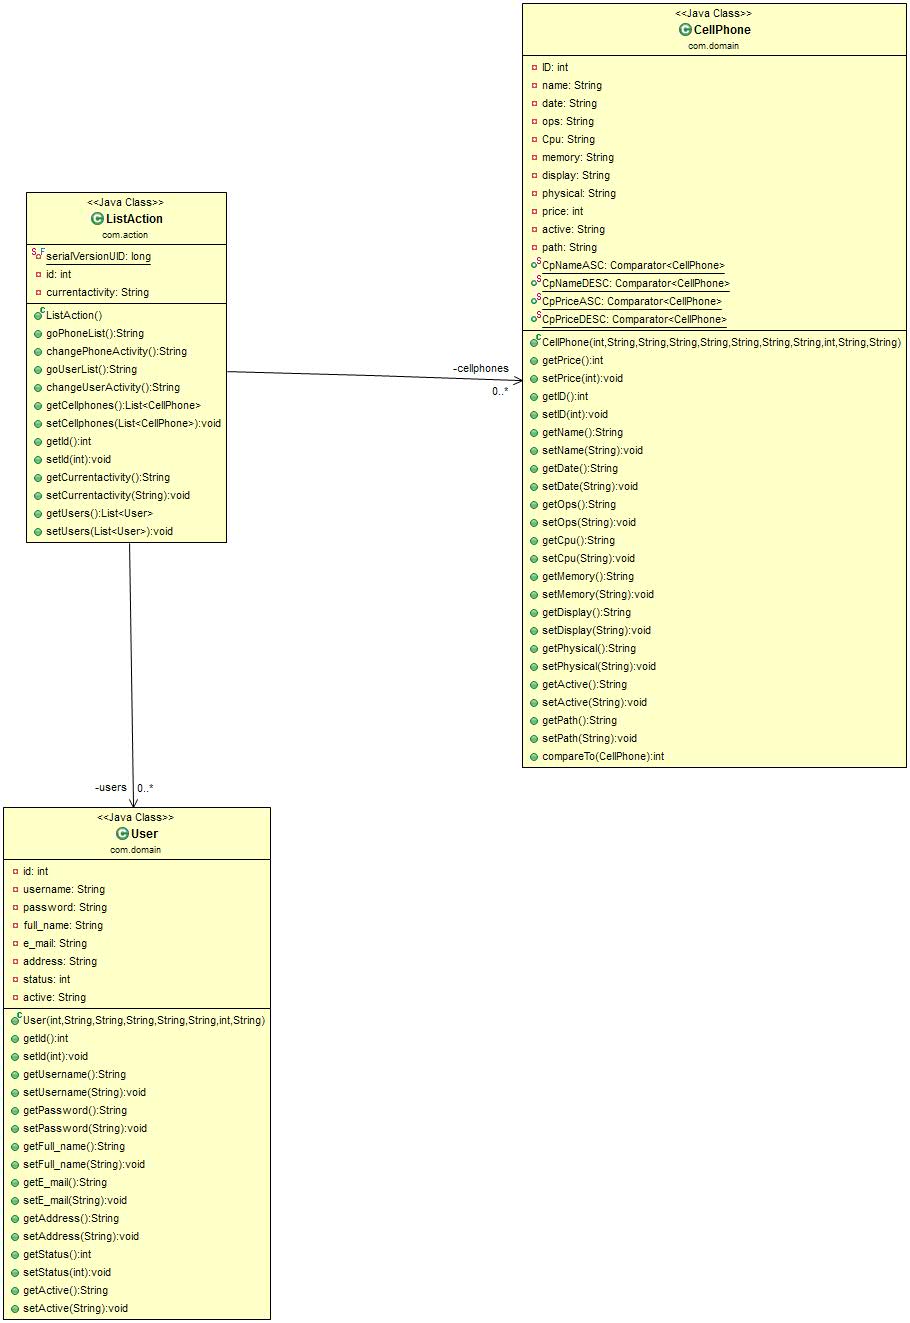 <<Java Class>>
CellPhone
com.domain
ID: int
name: String
date: String
ops: String
Cpu: String
memory: String
display: String
physical: String
price: int
active: String
path: String
CpNameASC: Comparator<CellPhone>
CpNameDESC: Comparator<CellPhone>
CpPriceASC: Comparator<CellPhone>
CpPriceDESC: Comparator<CellPhone>
CellPhone(int,String,String,String,String,String,String,String,int,String,String)
getPrice():int
setPrice(int):void
getID():int
setID(int):void
getName():String
setName(String):void
getDate():String
setDate(String):void
getOps():String
setOps(String):void
getCpu():String
setCpu(String):void
getMemory():String
setMemory(String):void
getDisplay():String
setDisplay(String):void
getPhysical():String
setPhysical(String):void
getActive():String
setActive(String):void
getPath():String
setPath(String):void
compareTo(CellPhone):int
<<Java Class>>
ListAction
com.action
serialVersionUID: long
id: int
currentactivity: String
ListAction()
goPhoneList():String
changePhoneActivity():String
goUserList():String
changeUserActivity():String
getCellphones():List<CellPhone>
setCellphones(List<CellPhone>):void
getId():int
setId(int):void
getCurrentactivity():String
setCurrentactivity(String):void
getUsers():List<User>
setUsers(List<User>):void
-cellphones
0..*
-users 0..*
<<Java Class>>
User
com.domain
id: int
username: String
password: String
full_name: String
e_mail: String
address: String
status: int
active: String
User(int,String,String,String,String,String,int,String)
getId():int
setId(int):void
getUsername():String
setUsername(String):void
getPassword():String
setPassword(String):void
getFull_name():String
setFull_name(String):void
getE_mail():String
setE_mail(String):void
getAddress():String
setAddress(String):void
getStatus():int
setStatus(int):void
getActive():String
setActive(String):void